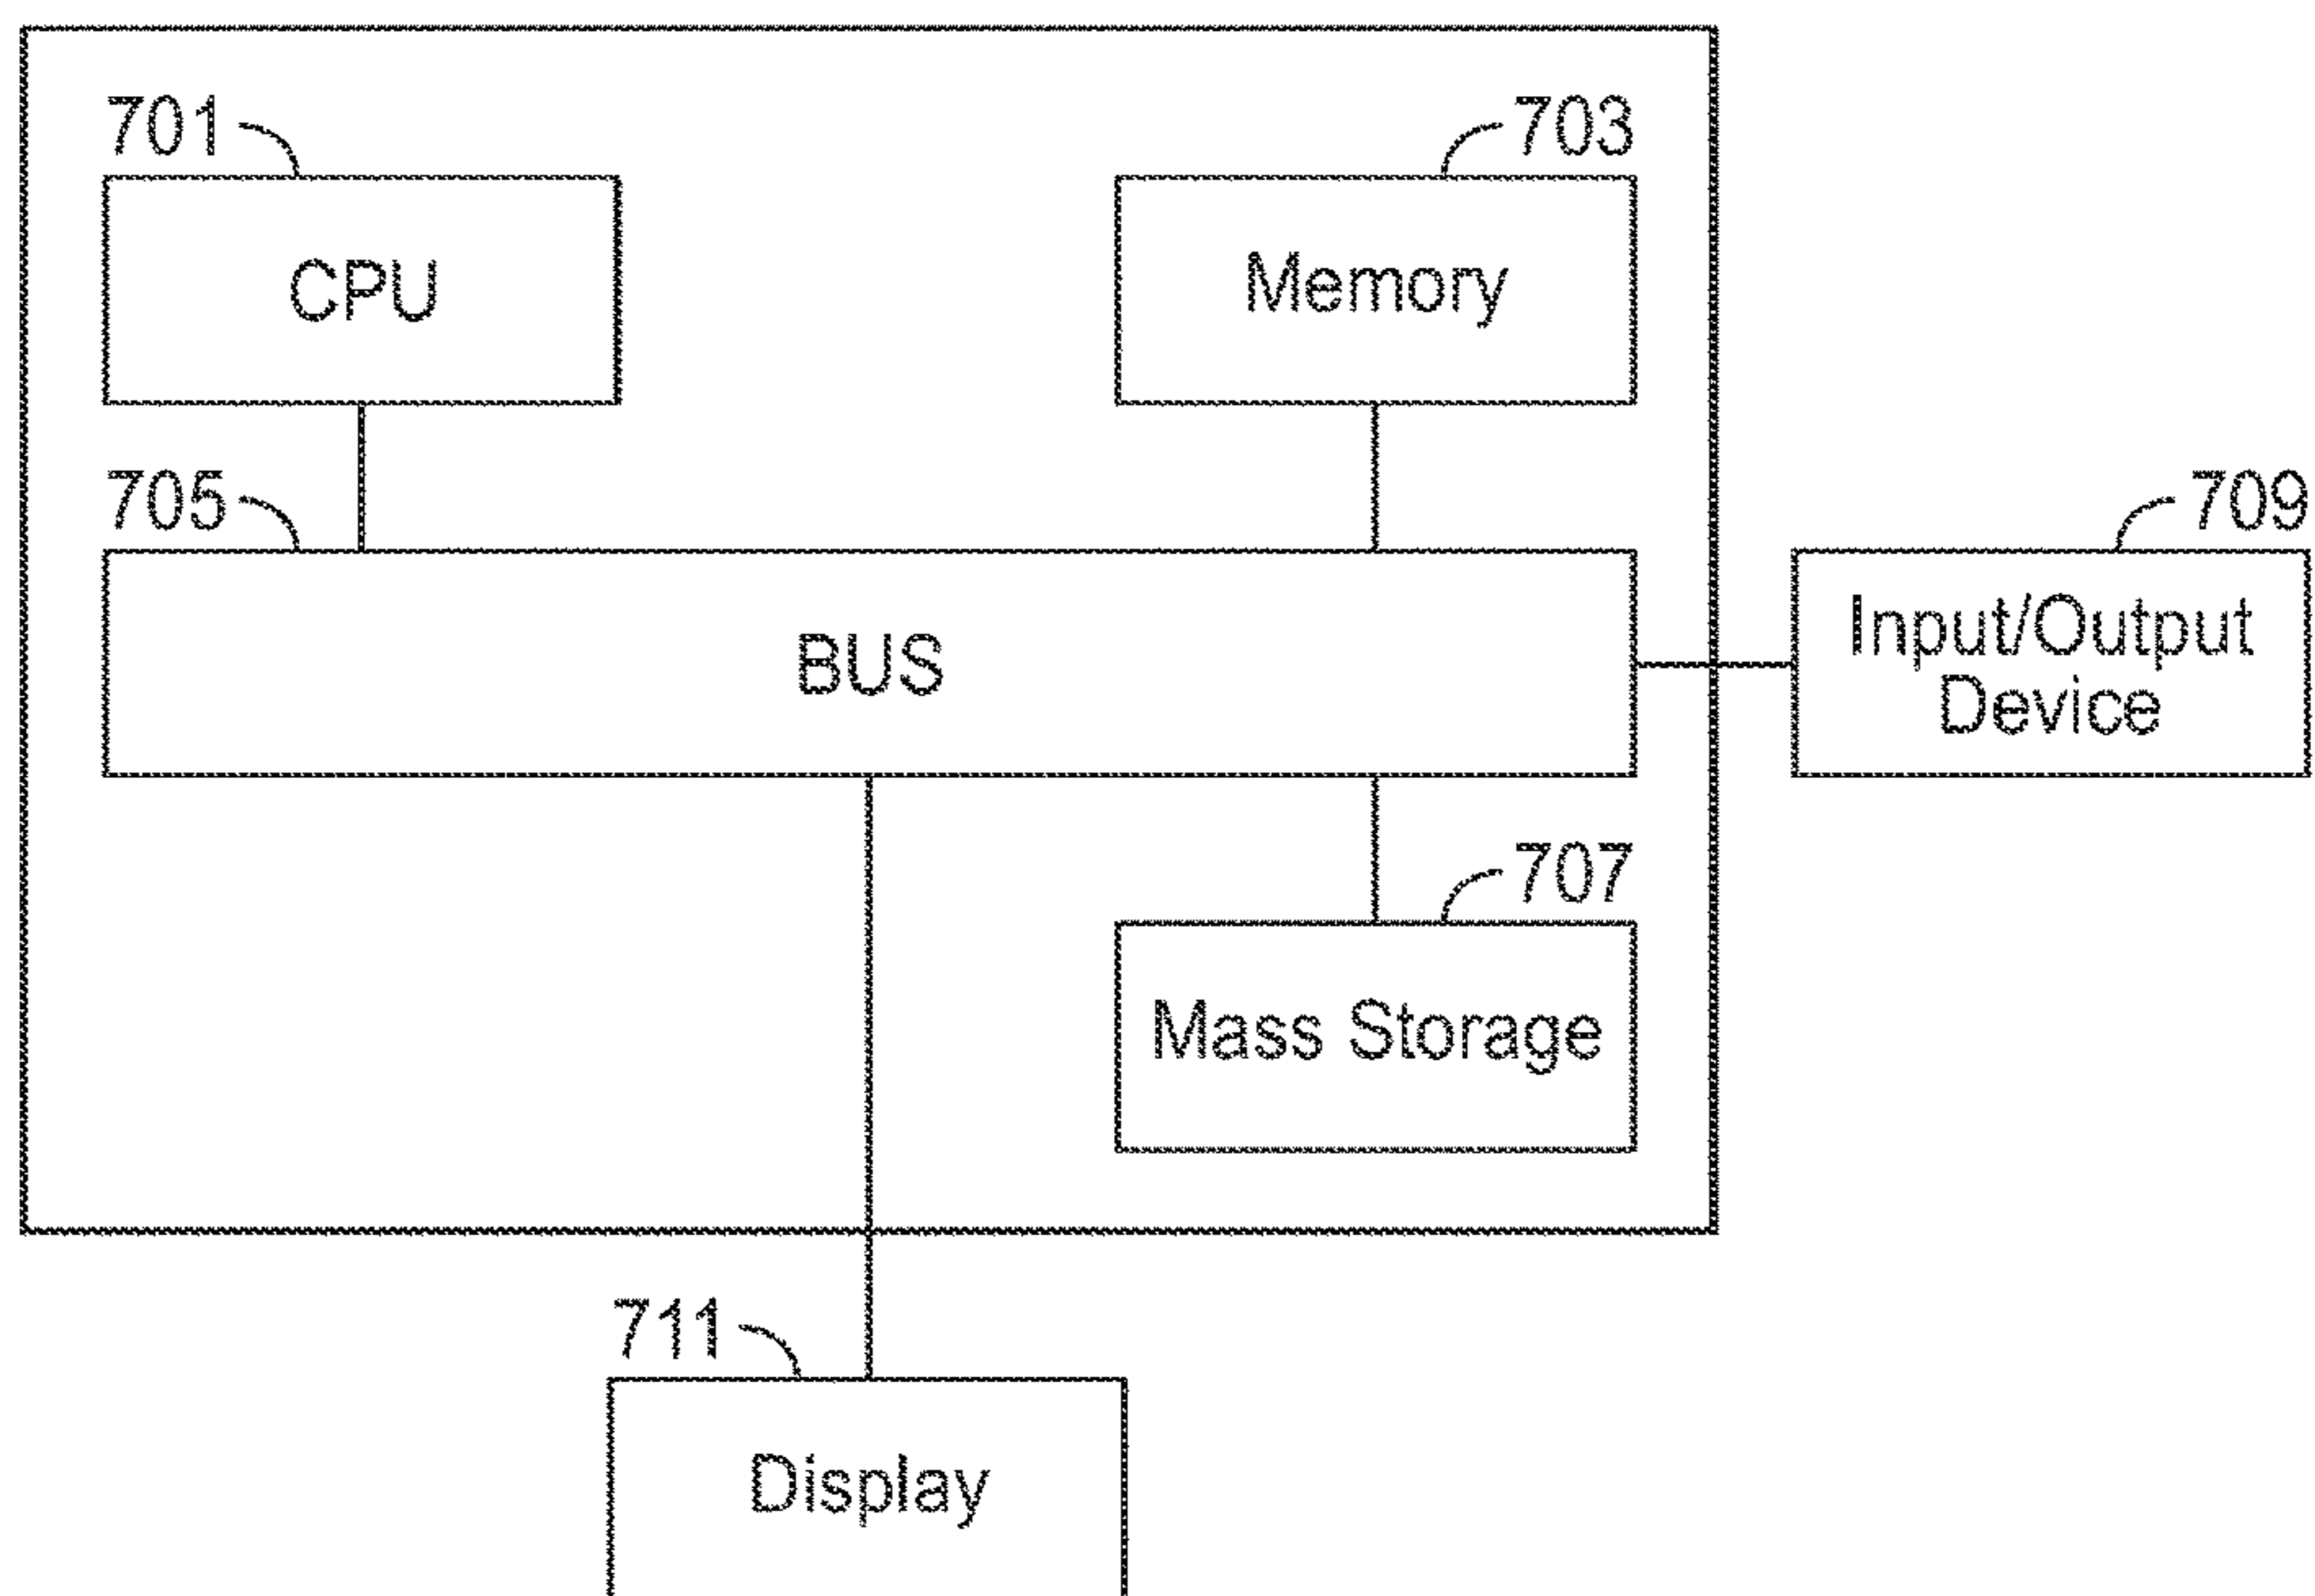 701
703
CPU
Memory
705
709
BUS
Input/Output
Device
707
Mass Storage
711
Display